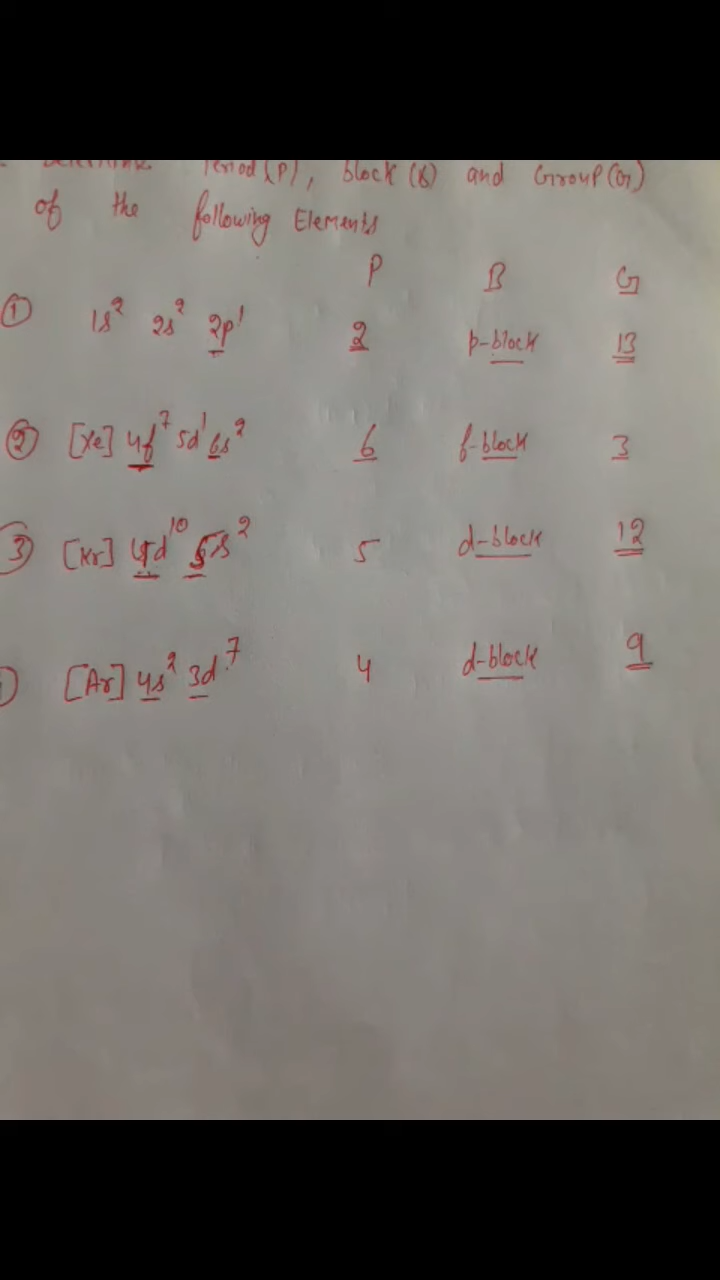 Determine Period(P), block (B) and Group(G)
of the following Elements
P B G
① 1s² 2s² 2p¹ 2 p-block 13
② [Xe] 4f⁷ 5d¹ 6s² 6 f-block 3
3 [Kr] 4d¹⁰ 5s² 5 d-block 12
[Ar] 4s² 3d⁷ 4 d-block 9